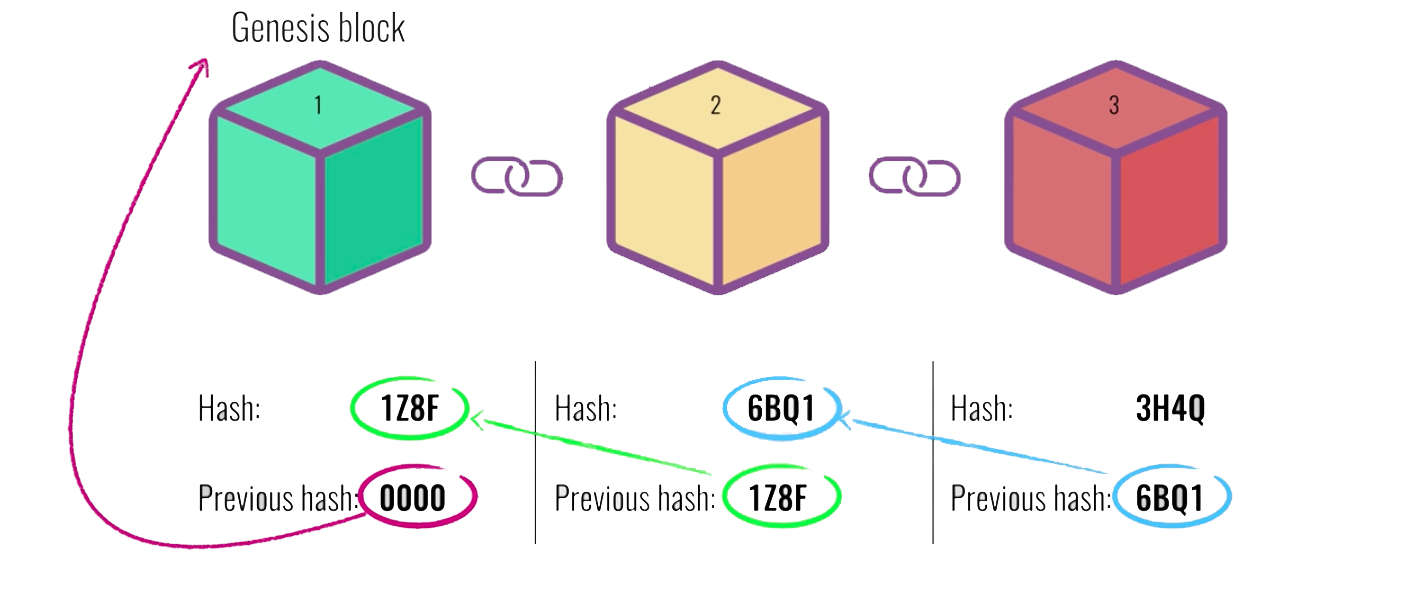 Genesis block
1
2
3
Hash: 1Z8F
Previous hash: 0000
Hash: 6BQ1
Previous hash: 1Z8F
Hash: 3H4Q
Previous hash: 6BQ1